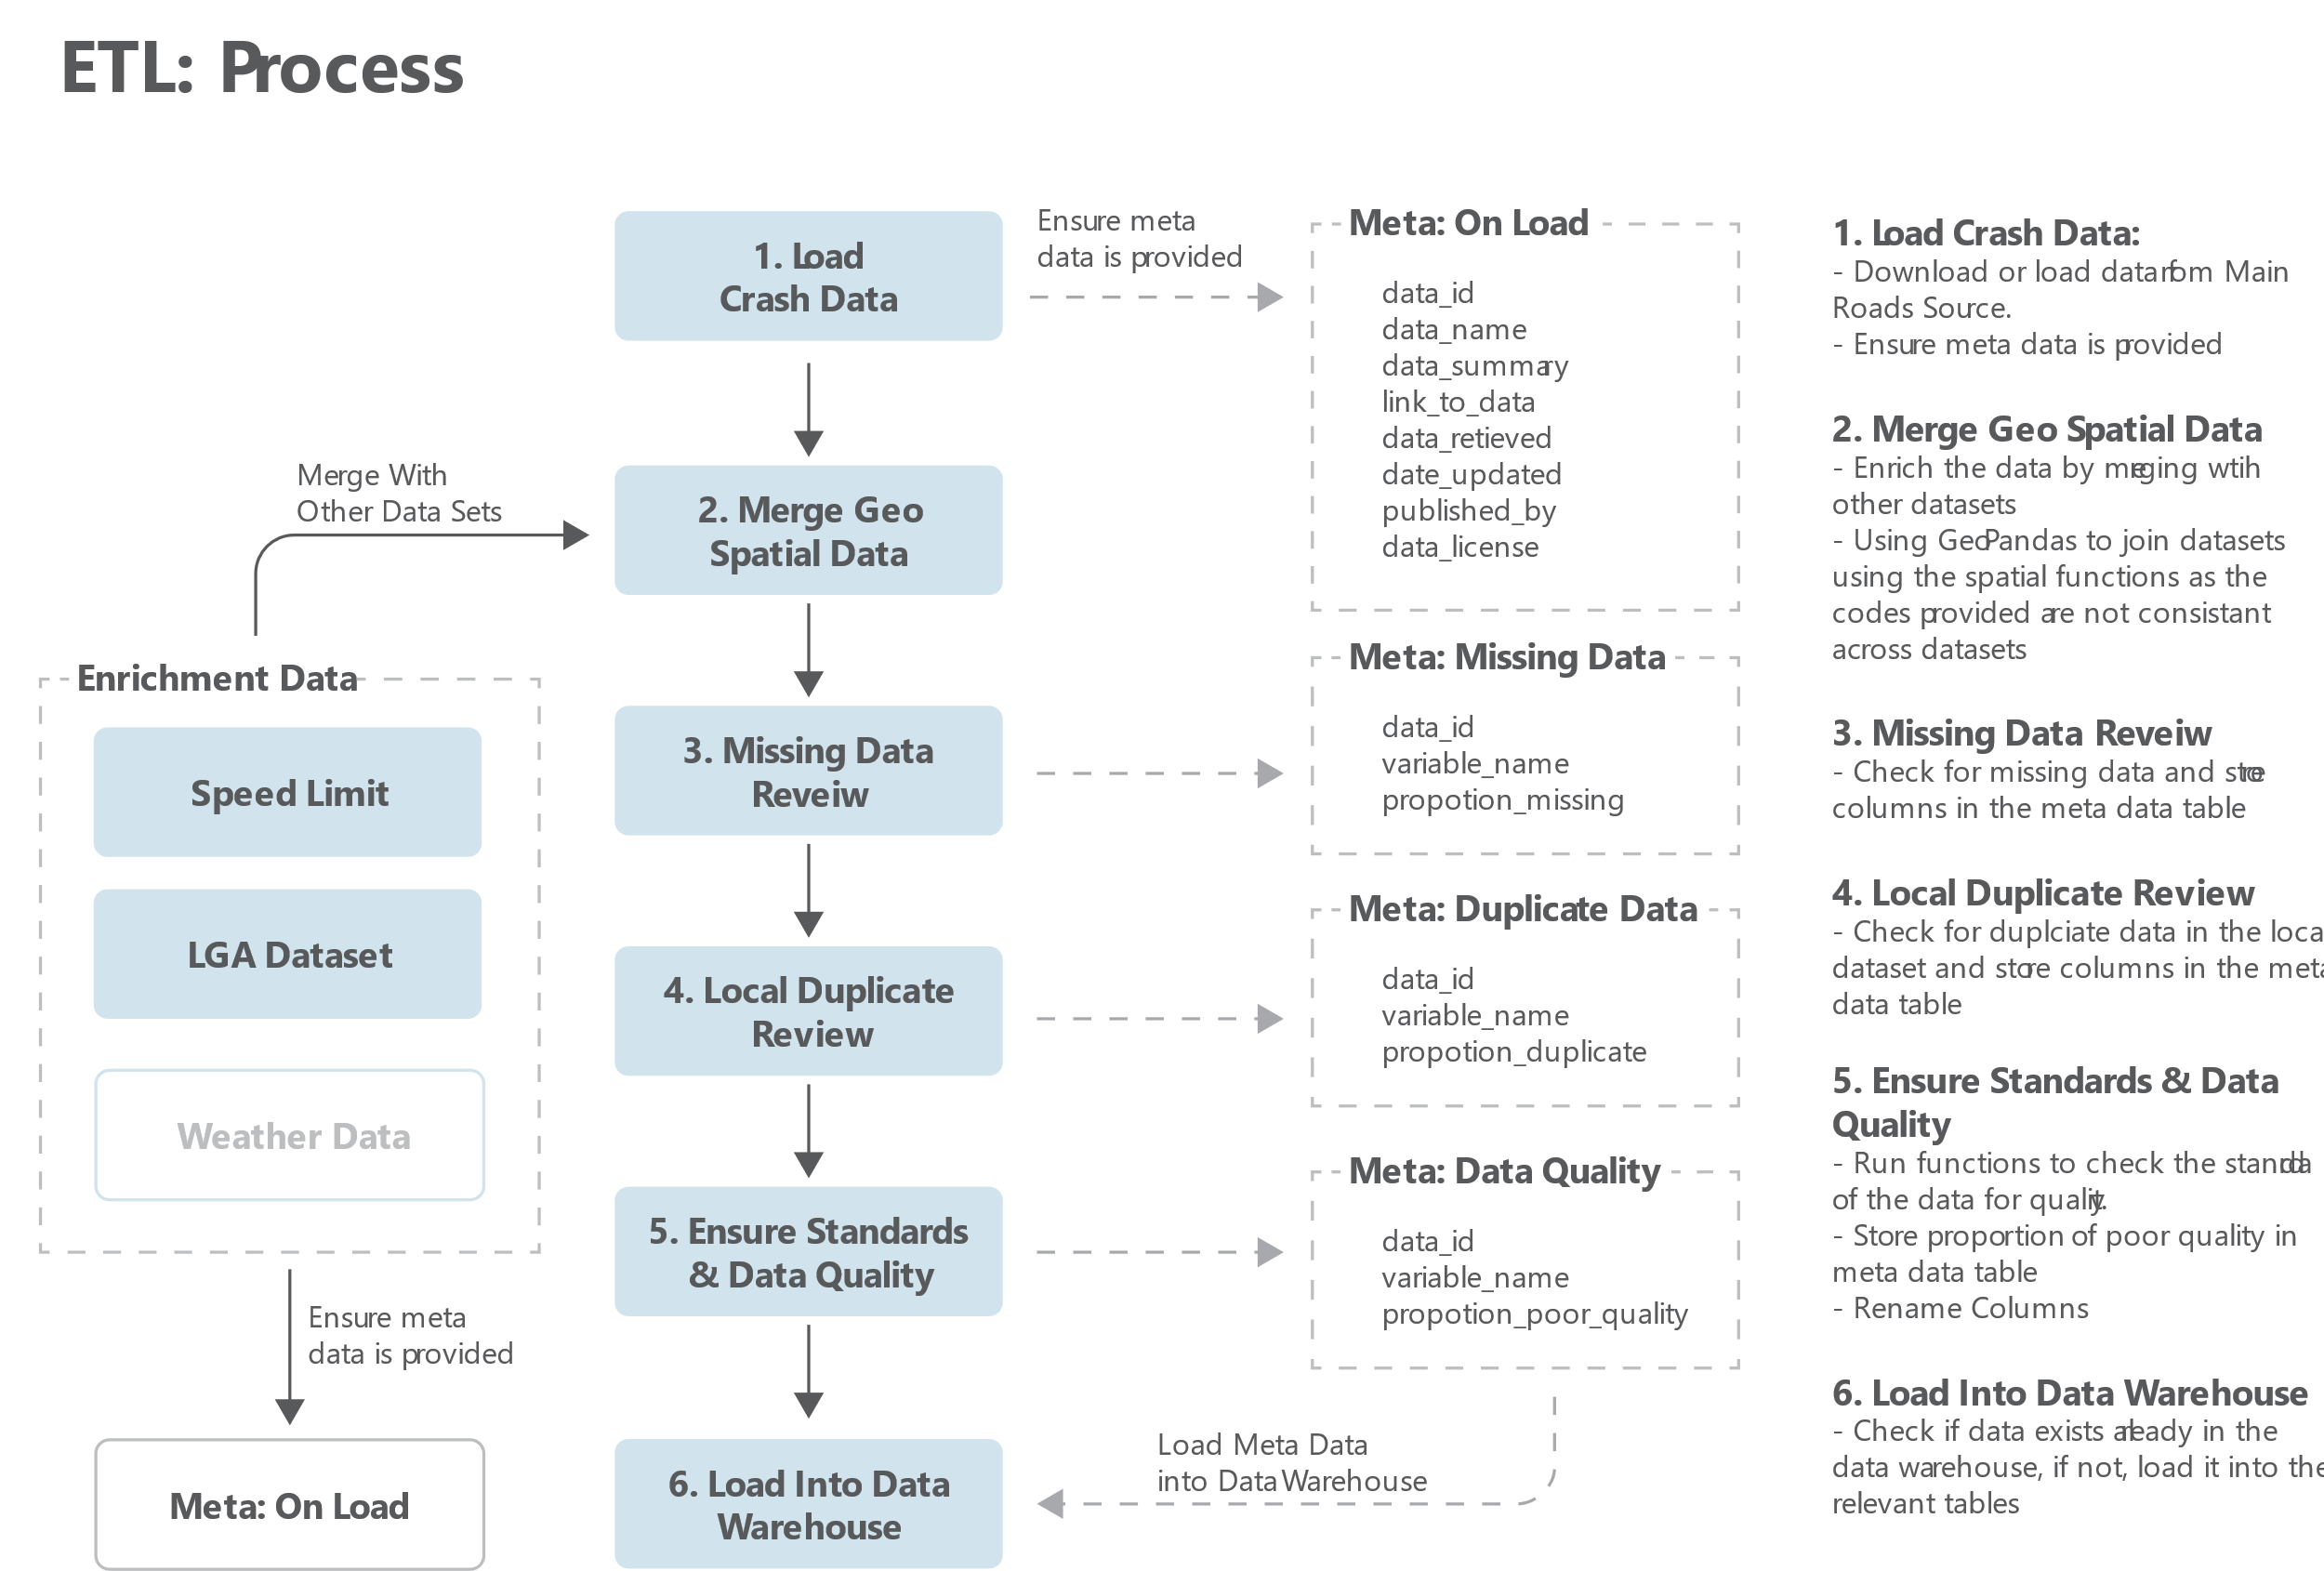 ETL: Process
1. Load
Crash Data
Ensure meta
data is provided
Meta: On Load
data_id
data_name
data_summary
link_to_data
data_retieved
date_updated
published_by
data_license
Merge With
Other Data Sets
2. Merge Geo
Spatial Data
Enrichment Data
Speed Limit
LGA Dataset
Weather Data
Ensure meta
data is provided
Meta: On Load
3. Missing Data
Reveiw
Meta: Missing Data
data_id
variable_name
propotion_missing
4. Local Duplicate
Review
Meta: Duplicate Data
data_id
variable_name
propotion_duplicate
5. Ensure Standards
& Data Quality
Meta: Data Quality
data_id
variable_name
propotion_poor_quality
Load Meta Data
into Data Warehouse
6. Load Into Data
Warehouse
1. Load Crash Data:
- Download or load data from Main
Roads Source.
- Ensure meta data is provided
2. Merge Geo Spatial Data
- Enrich the data by merging wtih
other datasets
- Using GeoPandas to join datasets
using the spatial functions as the
codes provided are not consistant
across datasets
3. Missing Data Reveiw
- Check for missing data and store
columns in the meta data table
4. Local Duplicate Review
- Check for duplciate data in the loca
dataset and store columns in the meta
data table
5. Ensure Standards & Data
Quality
- Run functions to check the standard
of the data for quality.
- Store proportion of poor quality in
meta data table
- Rename Columns
6. Load Into Data Warehouse
- Check if data exists already in the
data warehouse, if not, load it into the
relevant tables